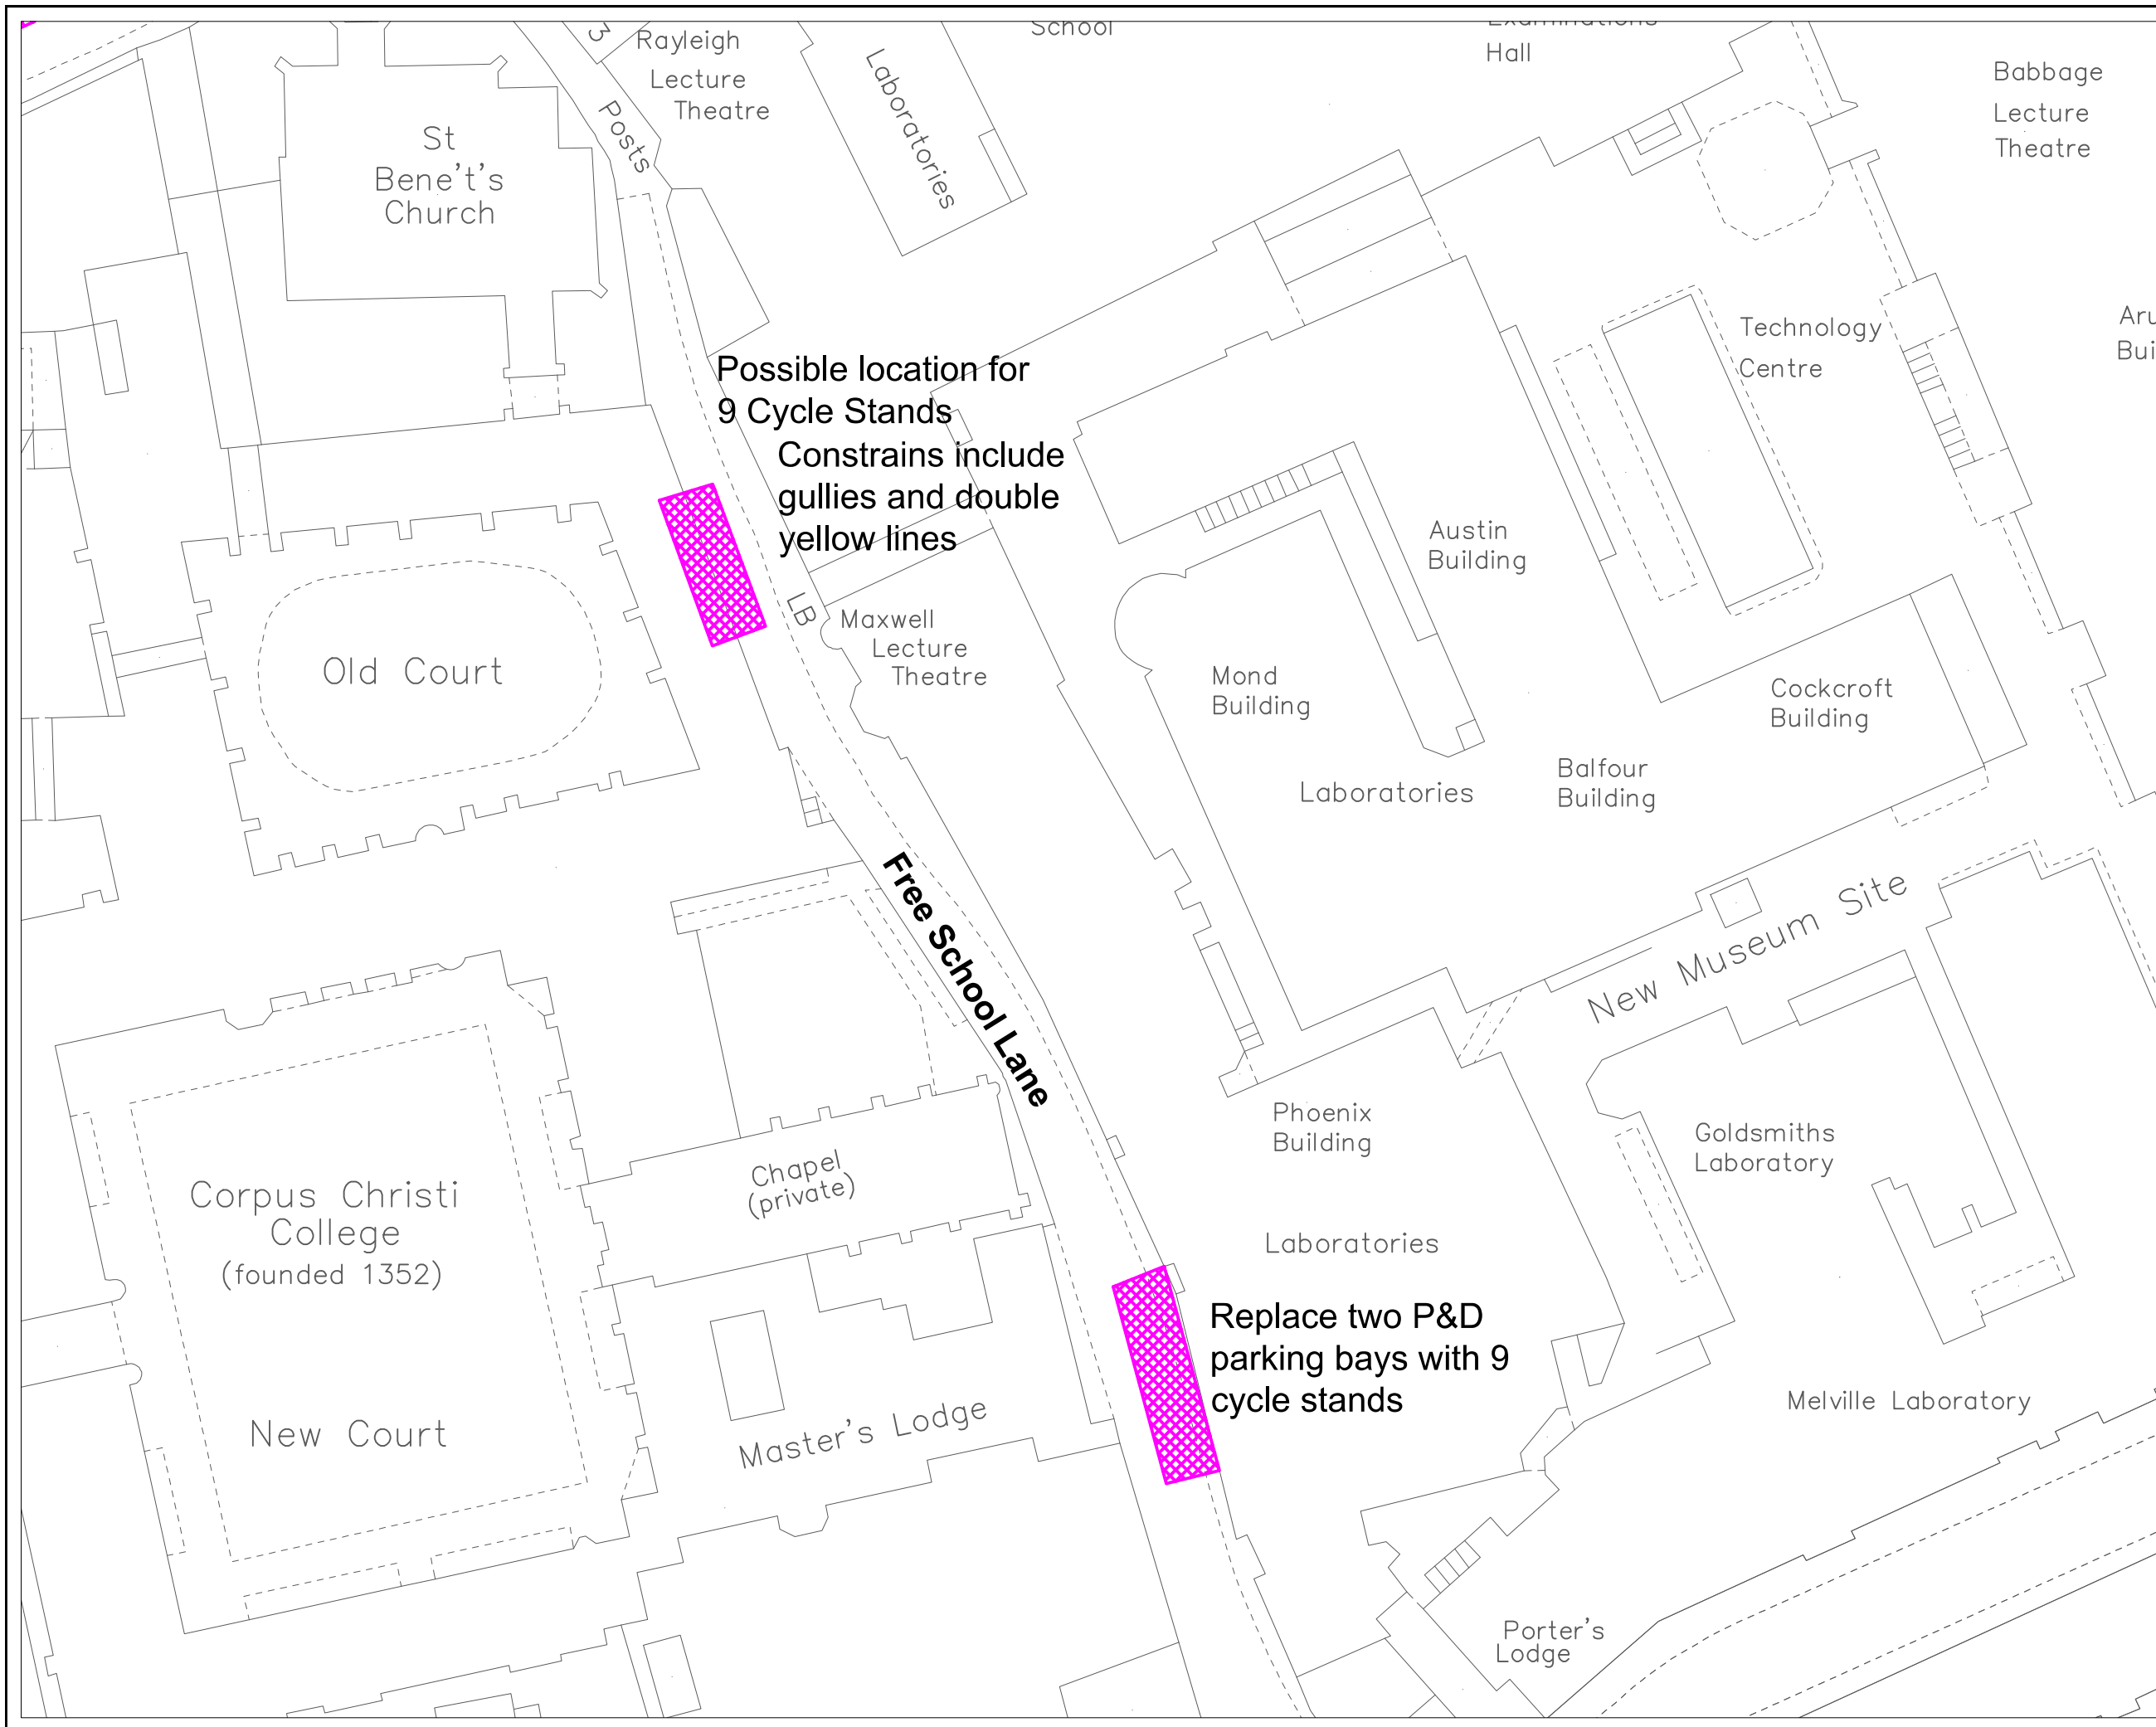 School
Examinations
Hall
3
Rayleigh
Lecture
Theatre
Laboratories
Babbage
Lecture
Theatre
Posts
St
Bene't's
Church
Technology
Centre
Possible location for
9 Cycle Stands
Constrains include
gullies and double
yellow lines
Austin
Building
LB
Maxwell
Lecture
Theatre
Old Court
Mond
Building
Cockcroft
Building
Laboratories
Balfour
Building
Free School Lane
New Museum Site
Phoenix
Building
Goldsmiths
Laboratory
Chapel
(private)
Corpus Christi
College
(founded 1352)
Laboratories
Replace two P&D
parking bays with 9
cycle stands
Melville Laboratory
New Court
Master's Lodge
Porter's
Lodge